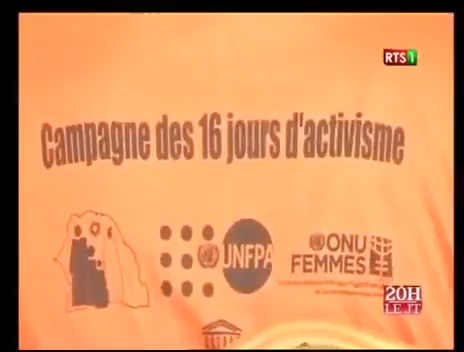 RTS1
Campagne des 16 jours d'activisme
UNFPA
ONU
FEMMES
20H
LE JT